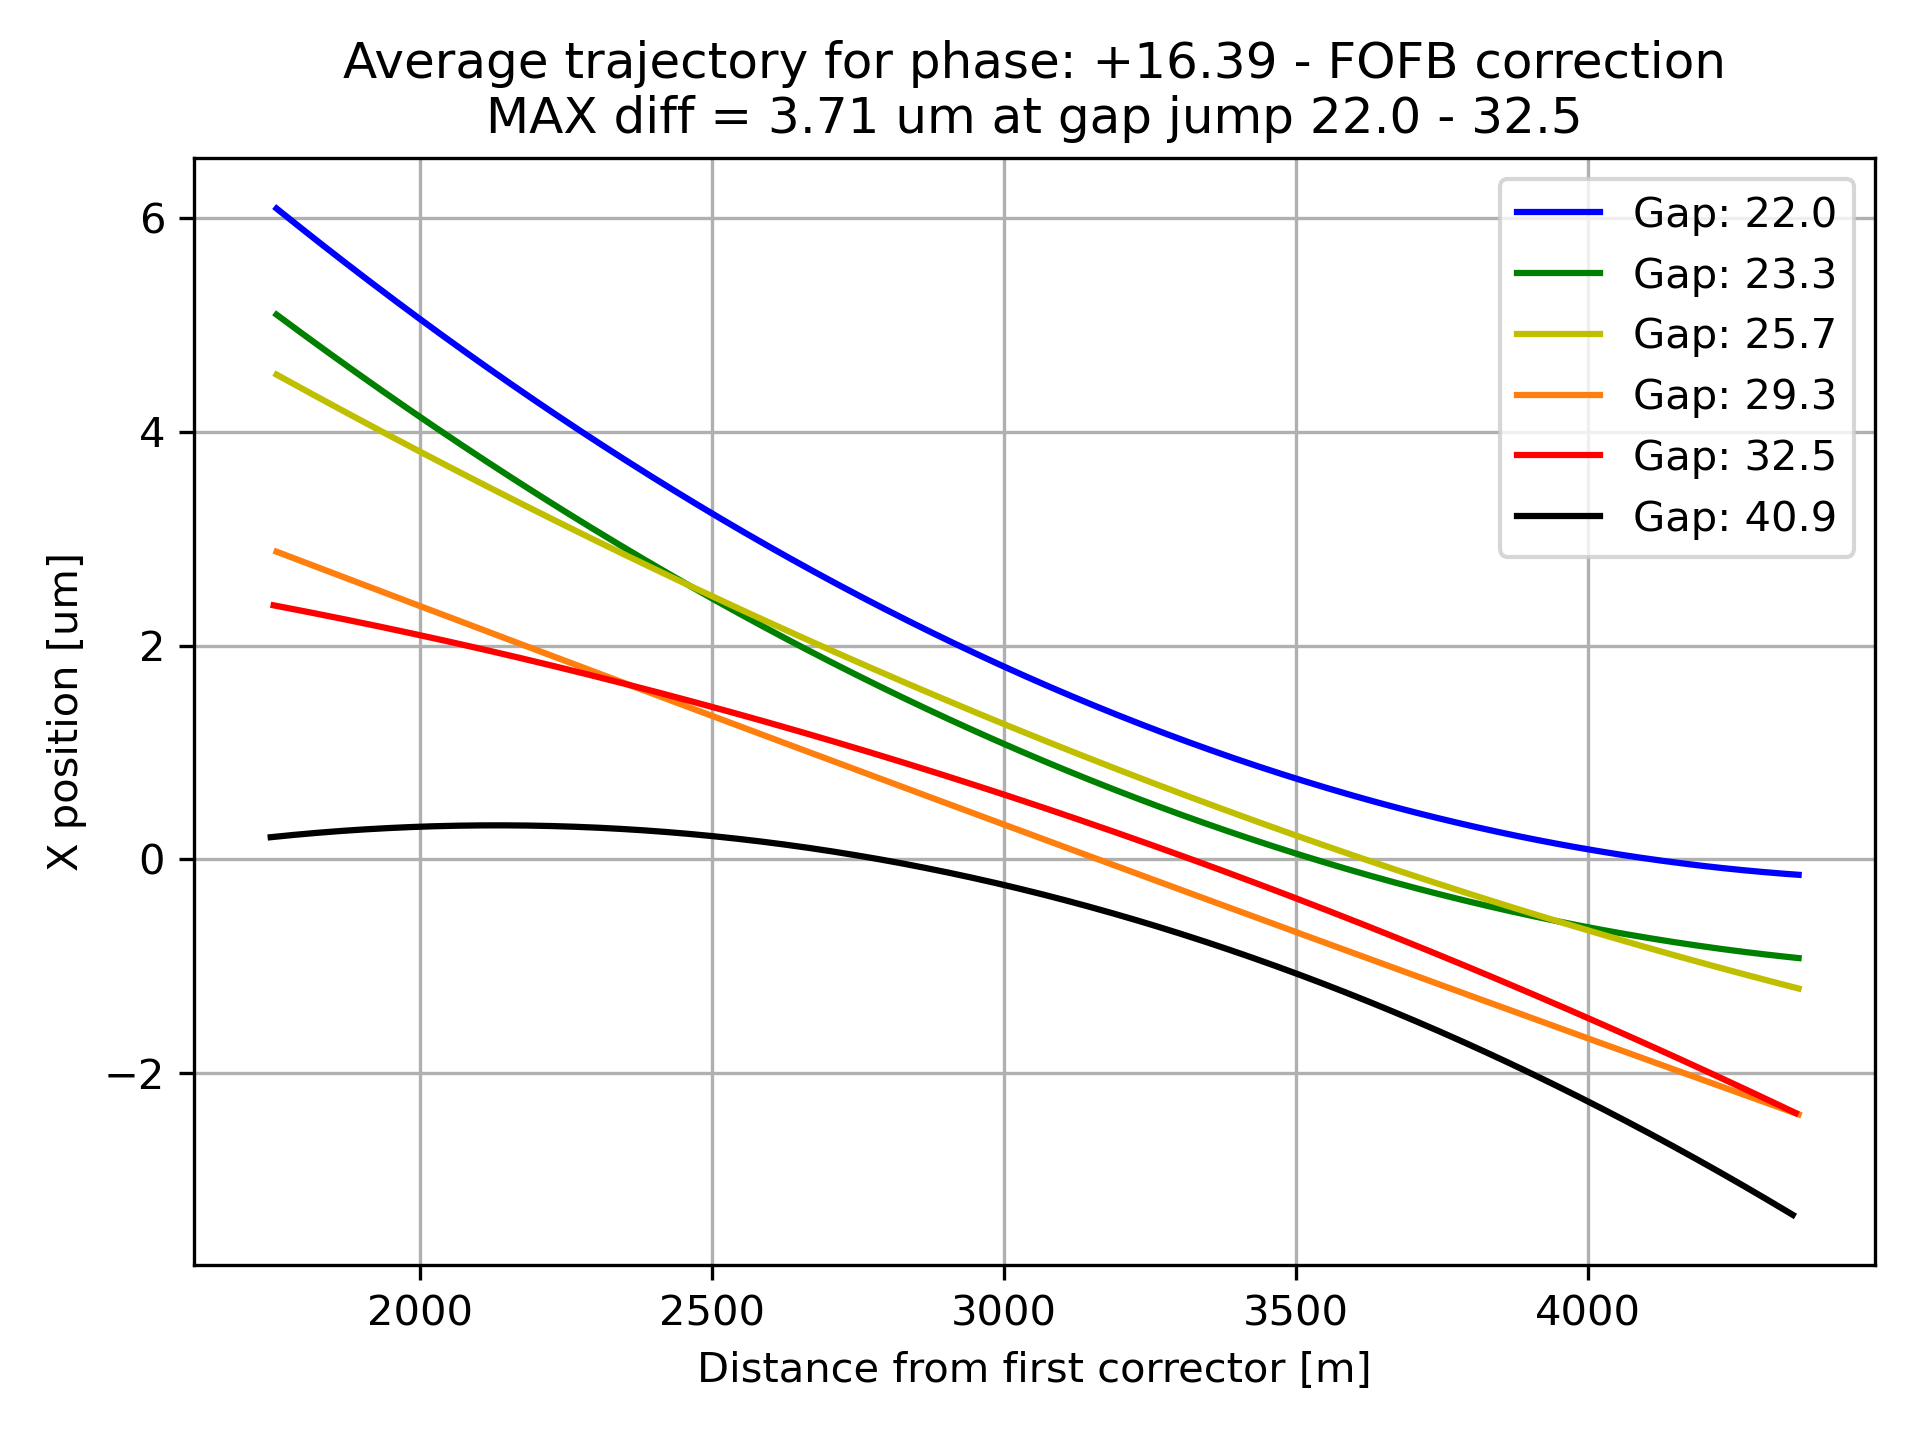 Average trajectory for phase: +16.39 - FOFB correction
MAX diff = 3.71 um at gap jump 22.0 - 32.5
Gap: 22.0
Gap: 23.3
Gap: 25.7
Gap: 29.3
Gap: 32.5
Gap: 40.9
X position [um]
6
4
2
0
−2
2000 2500 3000 3500 4000
Distance from first corrector [m]